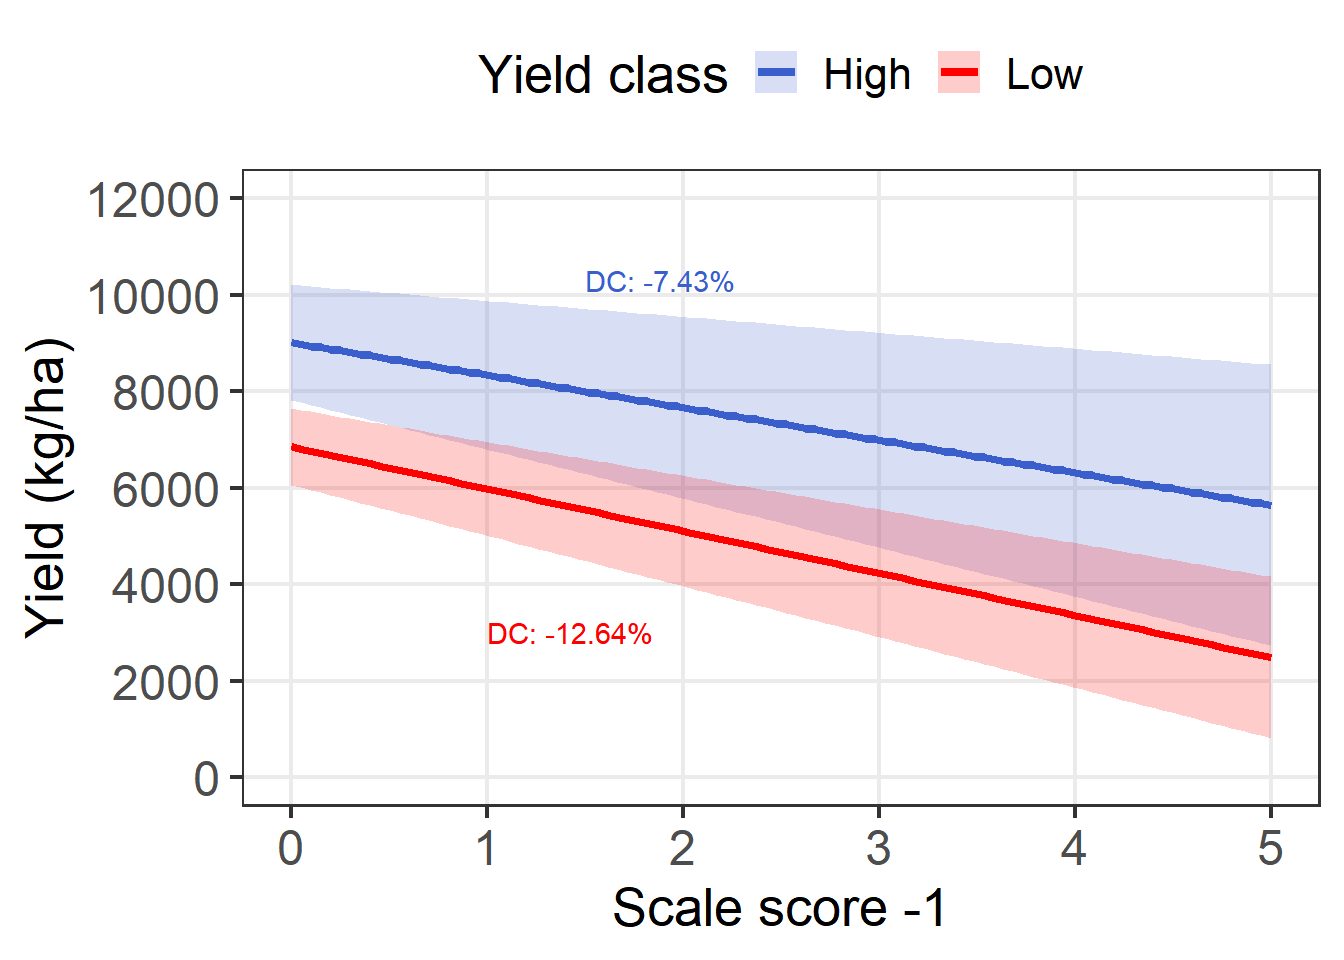 Yield class High Low
12000
10000
8000
6000
4000
2000
0
Yield (kg/ha)
DC: -7.43%
DC: -12.64%
0 1 2 3 4 5
Scale score -1